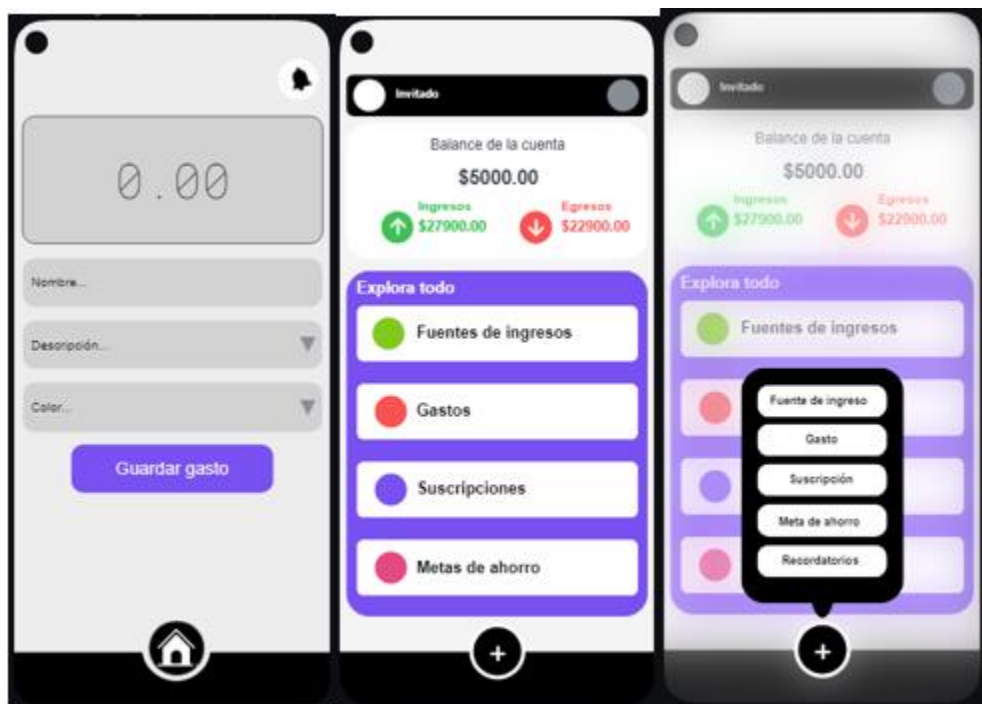 0.00
Nombre...
Descripción...
Color...
Guardar gasto
Invitado
Balance de la cuenta
$5000.00
Ingresos
$27900.00
Egresos
$22900.00
Explora todo
Fuentes de ingresos
Gastos
Suscripciones
Metas de ahorro
+
Invitado
Balance de la cuenta
$5000.00
Ingresos
$27900.00
Egresos
$22900.00
Explora todo
Fuentes de ingresos
Fuente de ingreso
Gasto
Suscripción
Meta de ahorro
Recordatorios
+